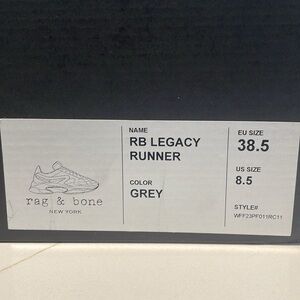 rag & bone
NEW YORK
NAME
RB LEGACY
RUNNER
COLOR
GREY
EU SIZE
38.5
US SIZE
8.5
STYLE#
WFF23PF011RC11